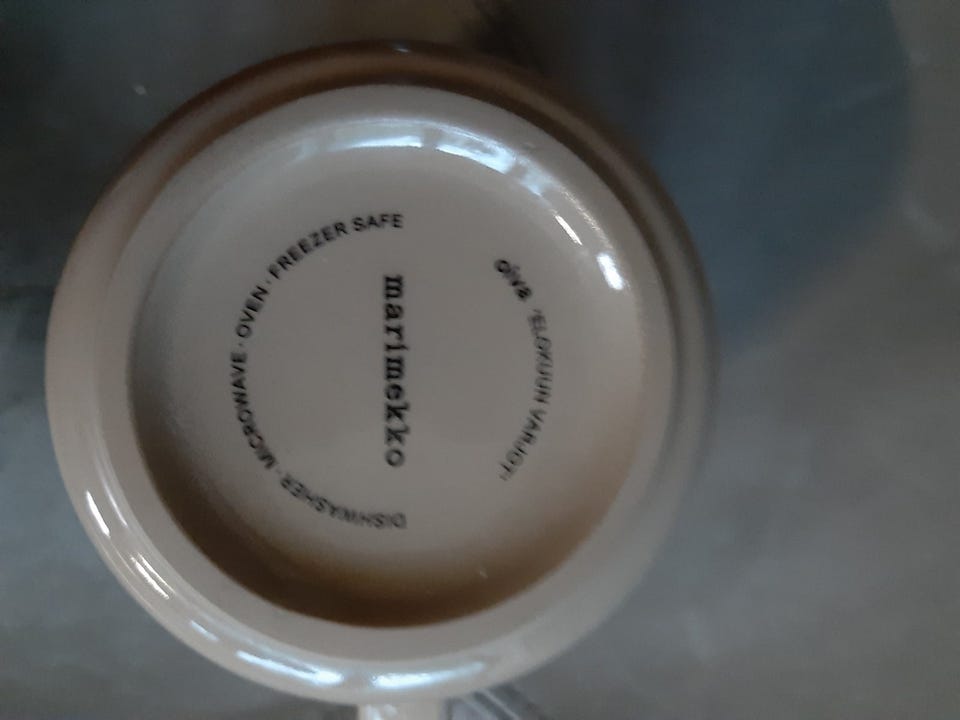 oiva 'ELOKUUN VARJOT'
marimekko
DISHWASHER · MICROWAVE · OVEN · FREEZER SAFE